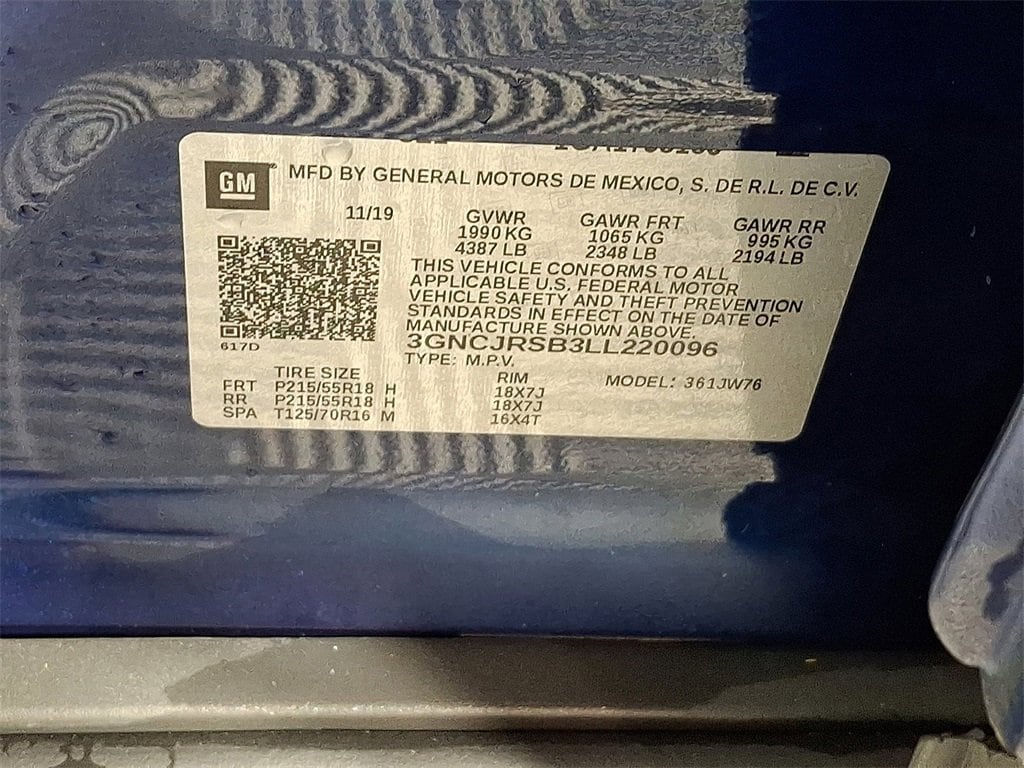 GM
MFD BY GENERAL MOTORS DE MEXICO, S. DE R.L. DE C.V.
11/19
GVWR GAWR FRT GAWR RR
1990 KG 1065 KG 995 KG
4387 LB 2348 LB 2194 LB
THIS VEHICLE CONFORMS TO ALL
APPLICABLE U.S. FEDERAL MOTOR
VEHICLE SAFETY AND THEFT PREVENTION
STANDARDS IN EFFECT ON THE DATE OF
MANUFACTURE SHOWN ABOVE.
3GNCJRSB3LL220096
617D
TYPE: M.P.V.
TIRE SIZE RIM MODEL: 361JW76
FRT P215/55R18 H 18X7J
RR P215/55R18 H 18X7J
SPA T125/70R16 M 16X4T